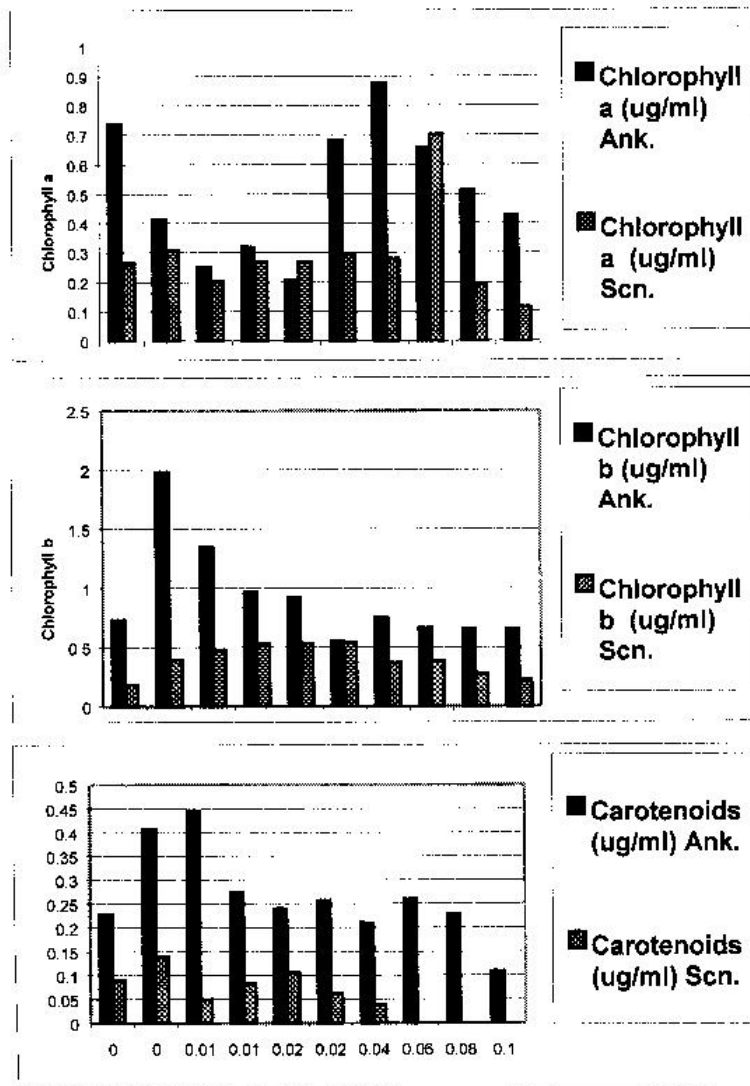 1
0.9
0.8
0.7
0.6
0.5
0.4
0.3
0.2
0.1
0
Chlorophyll a
Chlorophyll
a (ug/ml)
Ank.
Chlorophyll
a (ug/ml)
Scn.
2.5
2
1.5
1
0.5
0
Chlorophyll b
Chlorophyll
b (ug/ml)
Ank.
Chlorophyll
b (ug/ml)
Scn.
0.5
0.45
0.4
0.35
0.3
0.25
0.2
0.15
0.1
0.05
0
0 0 0.01 0.01 0.02 0.02 0.04 0.06 0.08 0.1
Carotenoids
(ug/ml) Ank.
Carotenoids
(ug/ml) Scn.